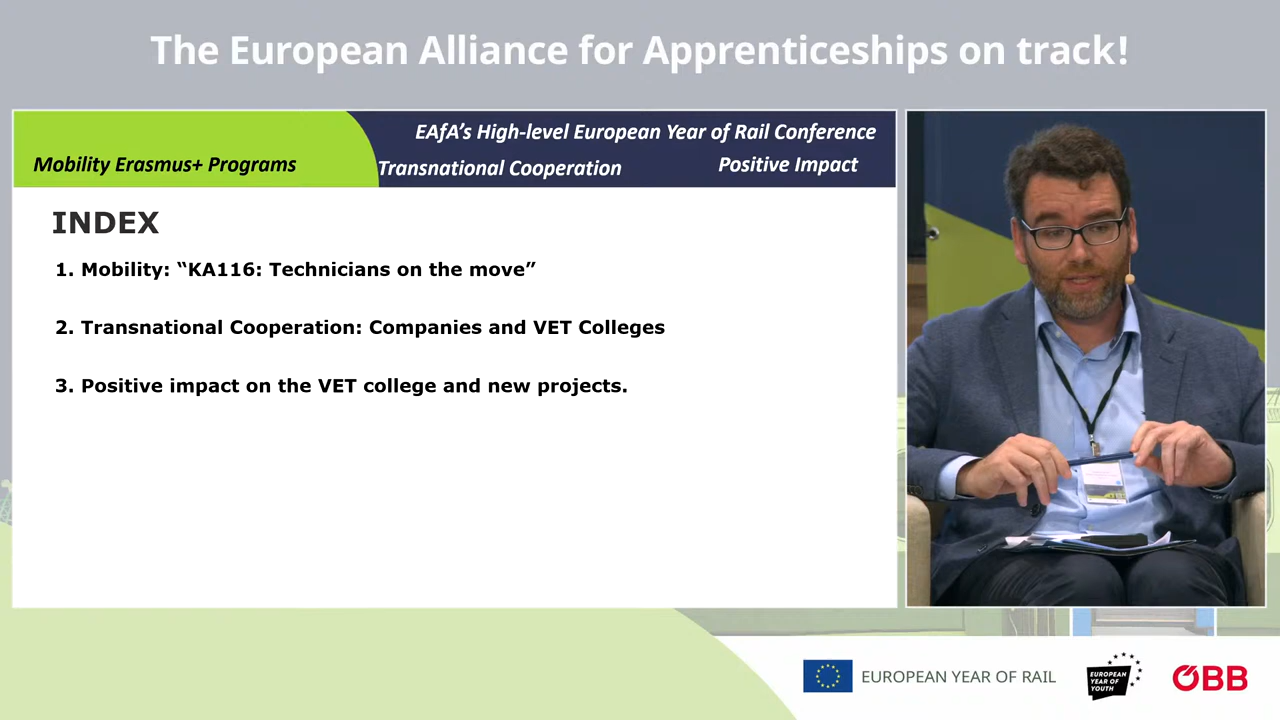 The European Alliance for Apprenticeships on track!
EAfA's High-level European Year of Rail Conference
Mobility Erasmus+ Programs
Transnational Cooperation
Positive Impact
INDEX
1. Mobility: “KA116: Technicians on the move”
2. Transnational Cooperation: Companies and VET Colleges
3. Positive impact on the VET college and new projects.
EUROPEAN YEAR OF RAIL
EUROPEAN
YEAR OF
YOUTH
ÖBB